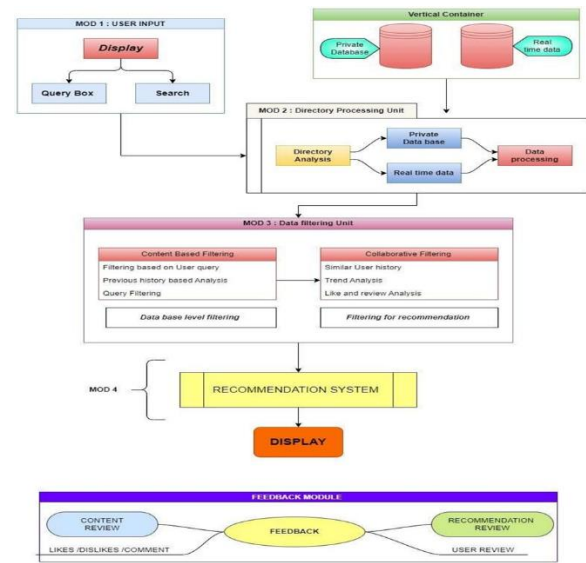 MOD 1 : USER INPUT
Display
Query Box
Search
Vertical Container
Private
Database
Real
time data
MOD 2 : Directory Processing Unit
Directory
Analysis
Private
Data base
Real time data
Data
processing
MOD 3 : Data filtering Unit
Content Based Filtering
Filtering based on User query
Previous history based Analysis
Query Filtering
Data base level filtering
Collaborative Filtering
Similar User history
Trend Analysis
Like and review Analysis
Filtering for recommendation
MOD 4
RECOMMENDATION SYSTEM
DISPLAY
FEEDBACK MODULE
CONTENT
REVIEW
LIKES /DISLIKES /COMMENT
FEEDBACK
RECOMMENDATION
REVIEW
USER REVIEW